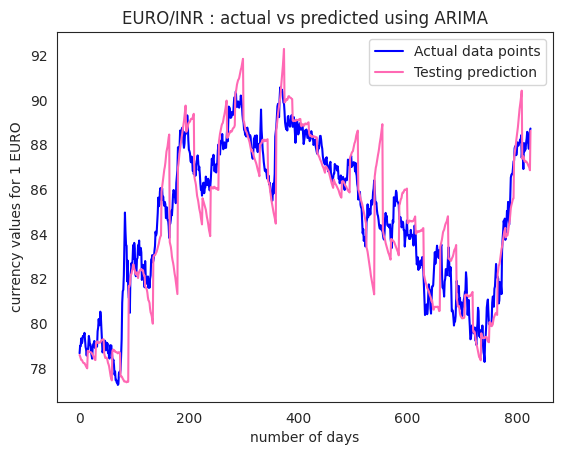 EURO/INR : actual vs predicted using ARIMA
Actual data points
Testing prediction
currency values for 1 EURO
92
90
88
86
84
82
80
78
0 200 400 600 800
number of days